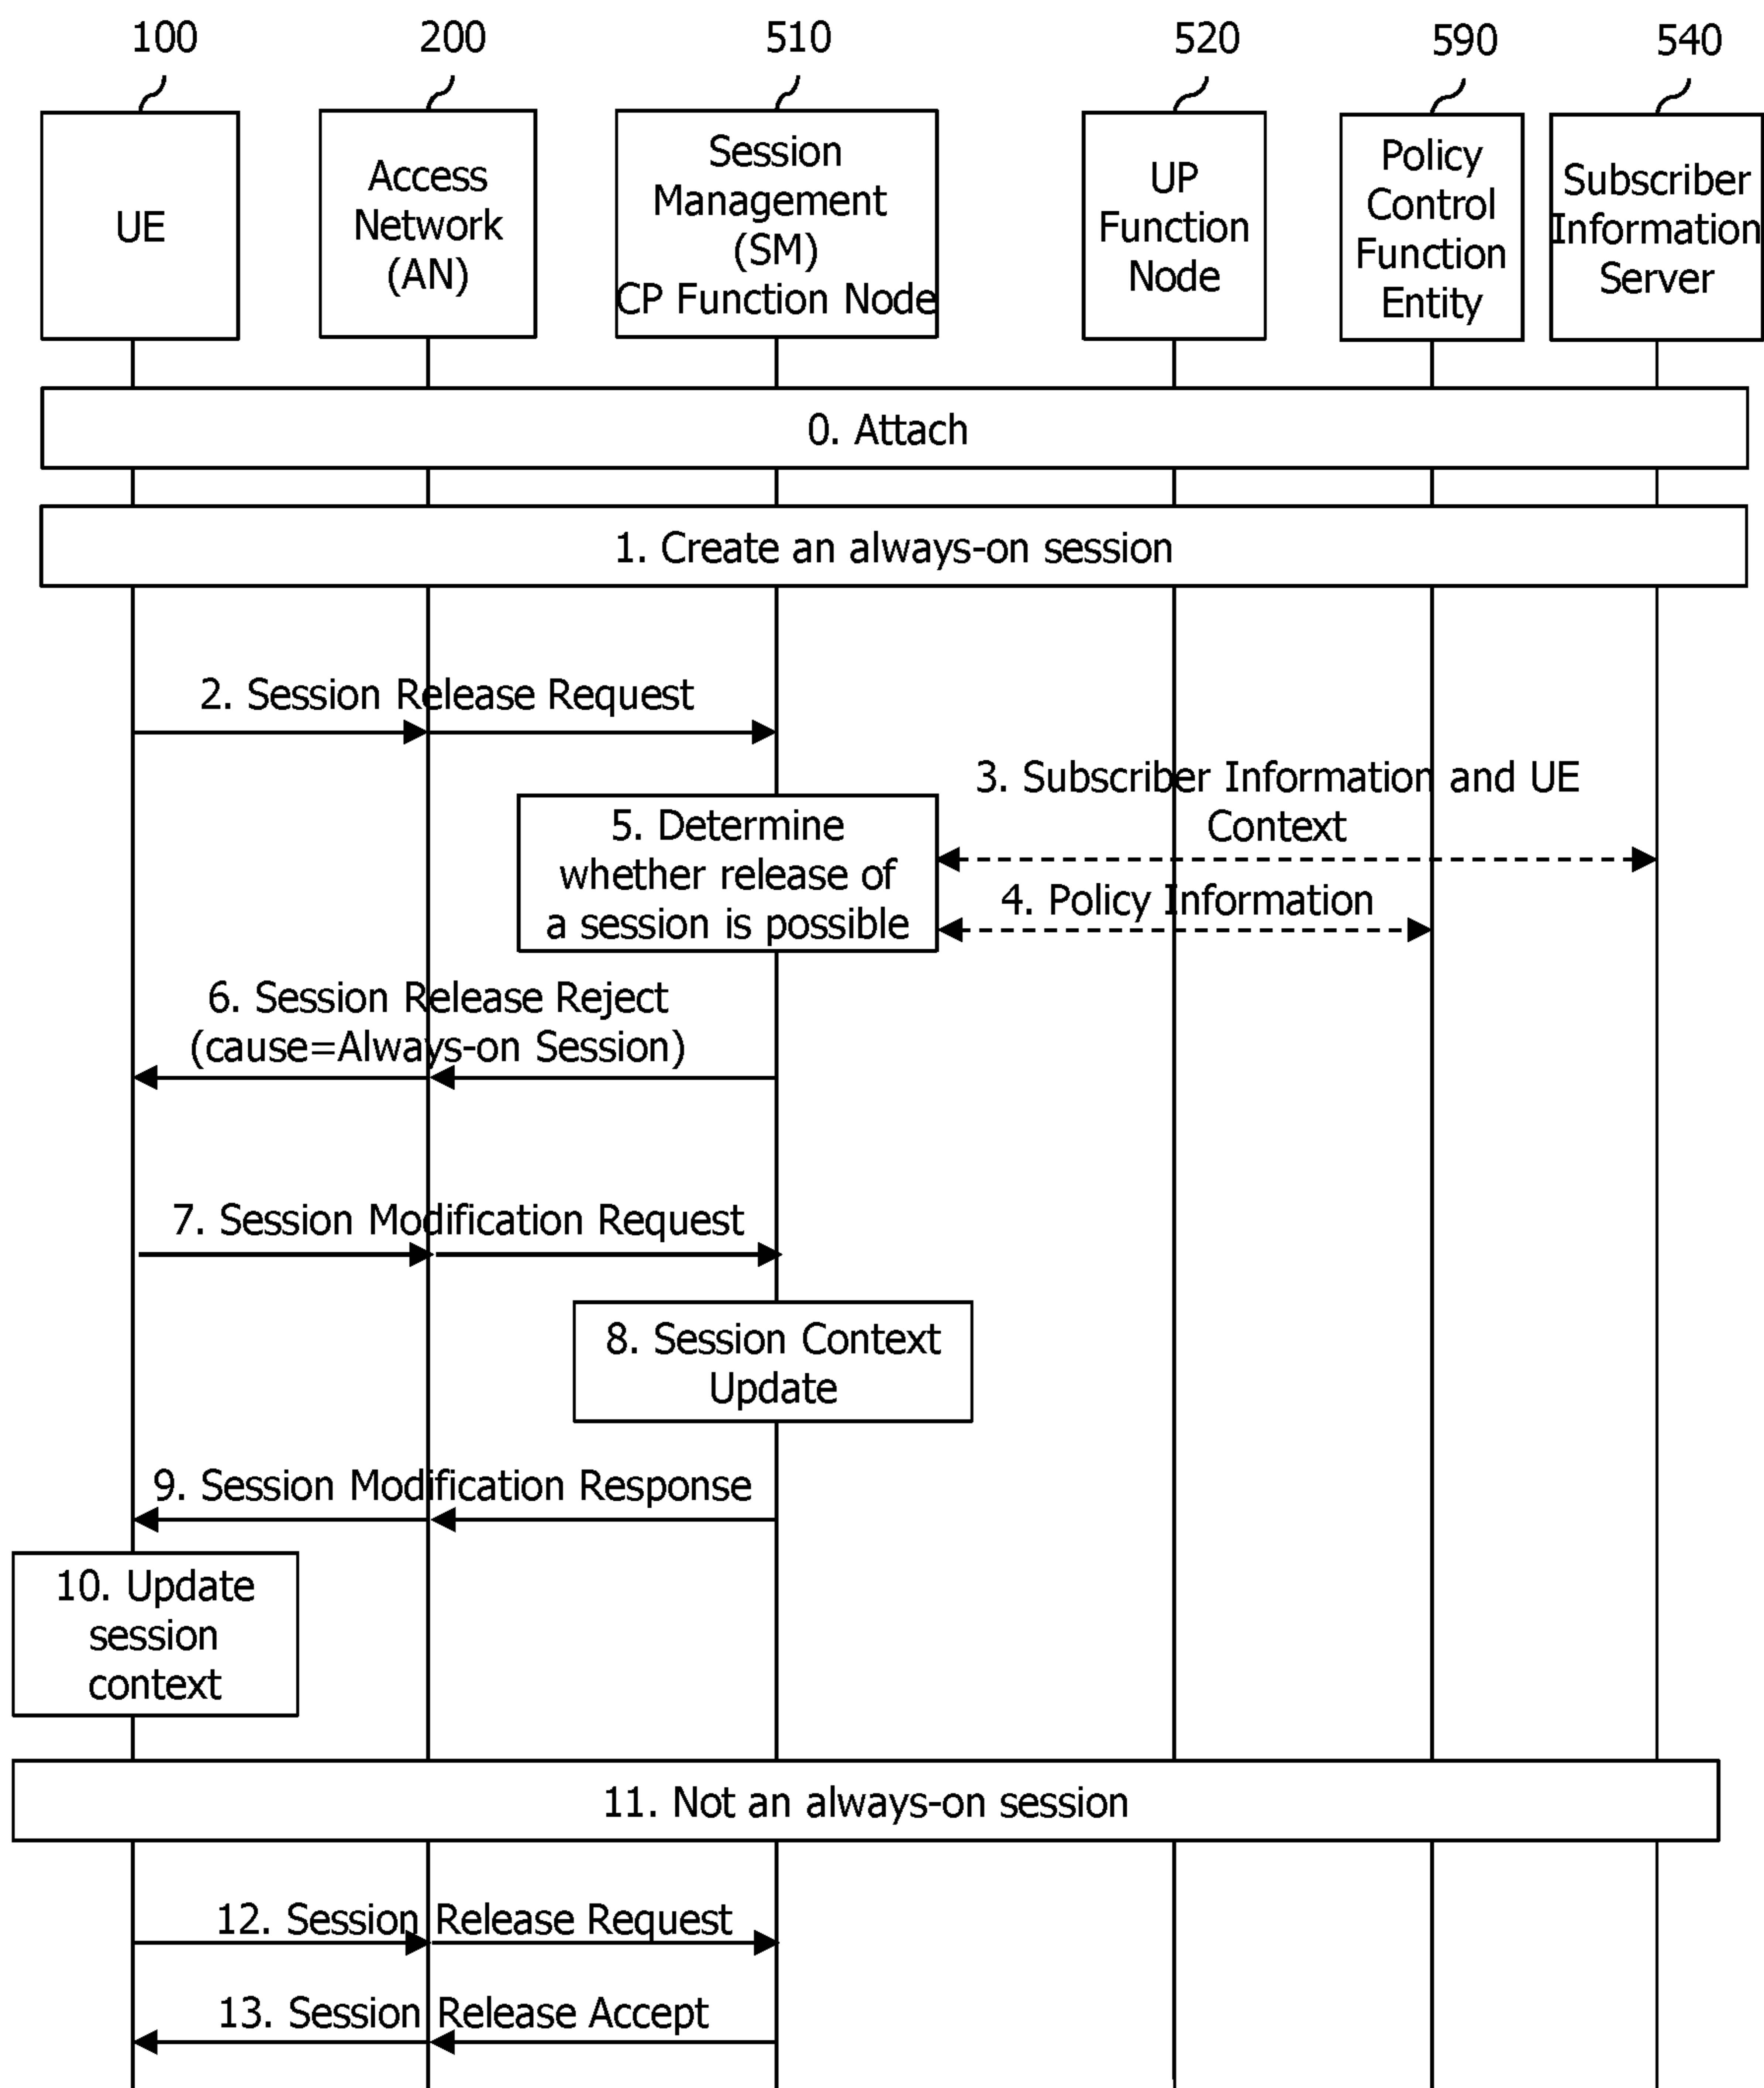 100
200
510
520
590
540
UE
Access
Network
(AN)
Session
Management
(SM)
CP Function Node
UP
Function
Node
Policy
Control
Function
Entity
Subscriber
Information
Server
0. Attach
1. Create an always-on session
2. Session Release Request
3. Subscriber Information and UE
Context
4. Policy Information
5. Determine
whether release of
a session is possible
6. Session Release Reject
(cause=Always-on Session)
7. Session Modification Request
8. Session Context
Update
9. Session Modification Response
10. Update
session
context
11. Not an always-on session
12. Session Release Request
13. Session Release Accept